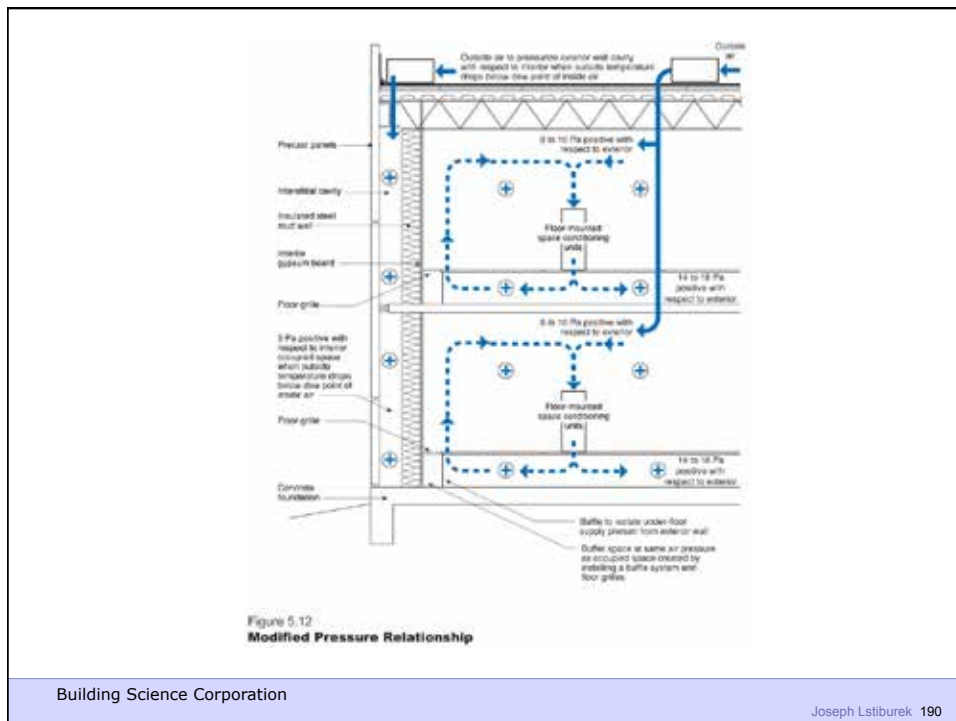 Outside air to pressurize exterior wall cavity
with respect to interior when outside temperature
drops below dew point of inside air
Outside
air
Precast panels
8 to 10 Pa positive with
respect to exterior
Interstitial cavity
Insulated steel
stud wall
Floor-mounted
space conditioning
units
Interior
gypsum board
14 to 16 Pa
positive with
respect to exterior
Floor grille
8 to 10 Pa positive with
respect to exterior
Pa positive with
respect to interior
occupied space
when outside
temperature drops
below dew point of
inside air
Floor-mounted
space conditioning
units
Floor grille
14 to 16 Pa
positive with
respect to exterior
Concrete
foundation
Baffle to isolate under-floor
supply plenum from exterior wall
Buffer space at same air pressure
as occupied space created by
installing a baffle system and
floor grilles
Figure 5.12
Modified Pressure Relationship
Building Science Corporation
Joseph Lstiburek 190